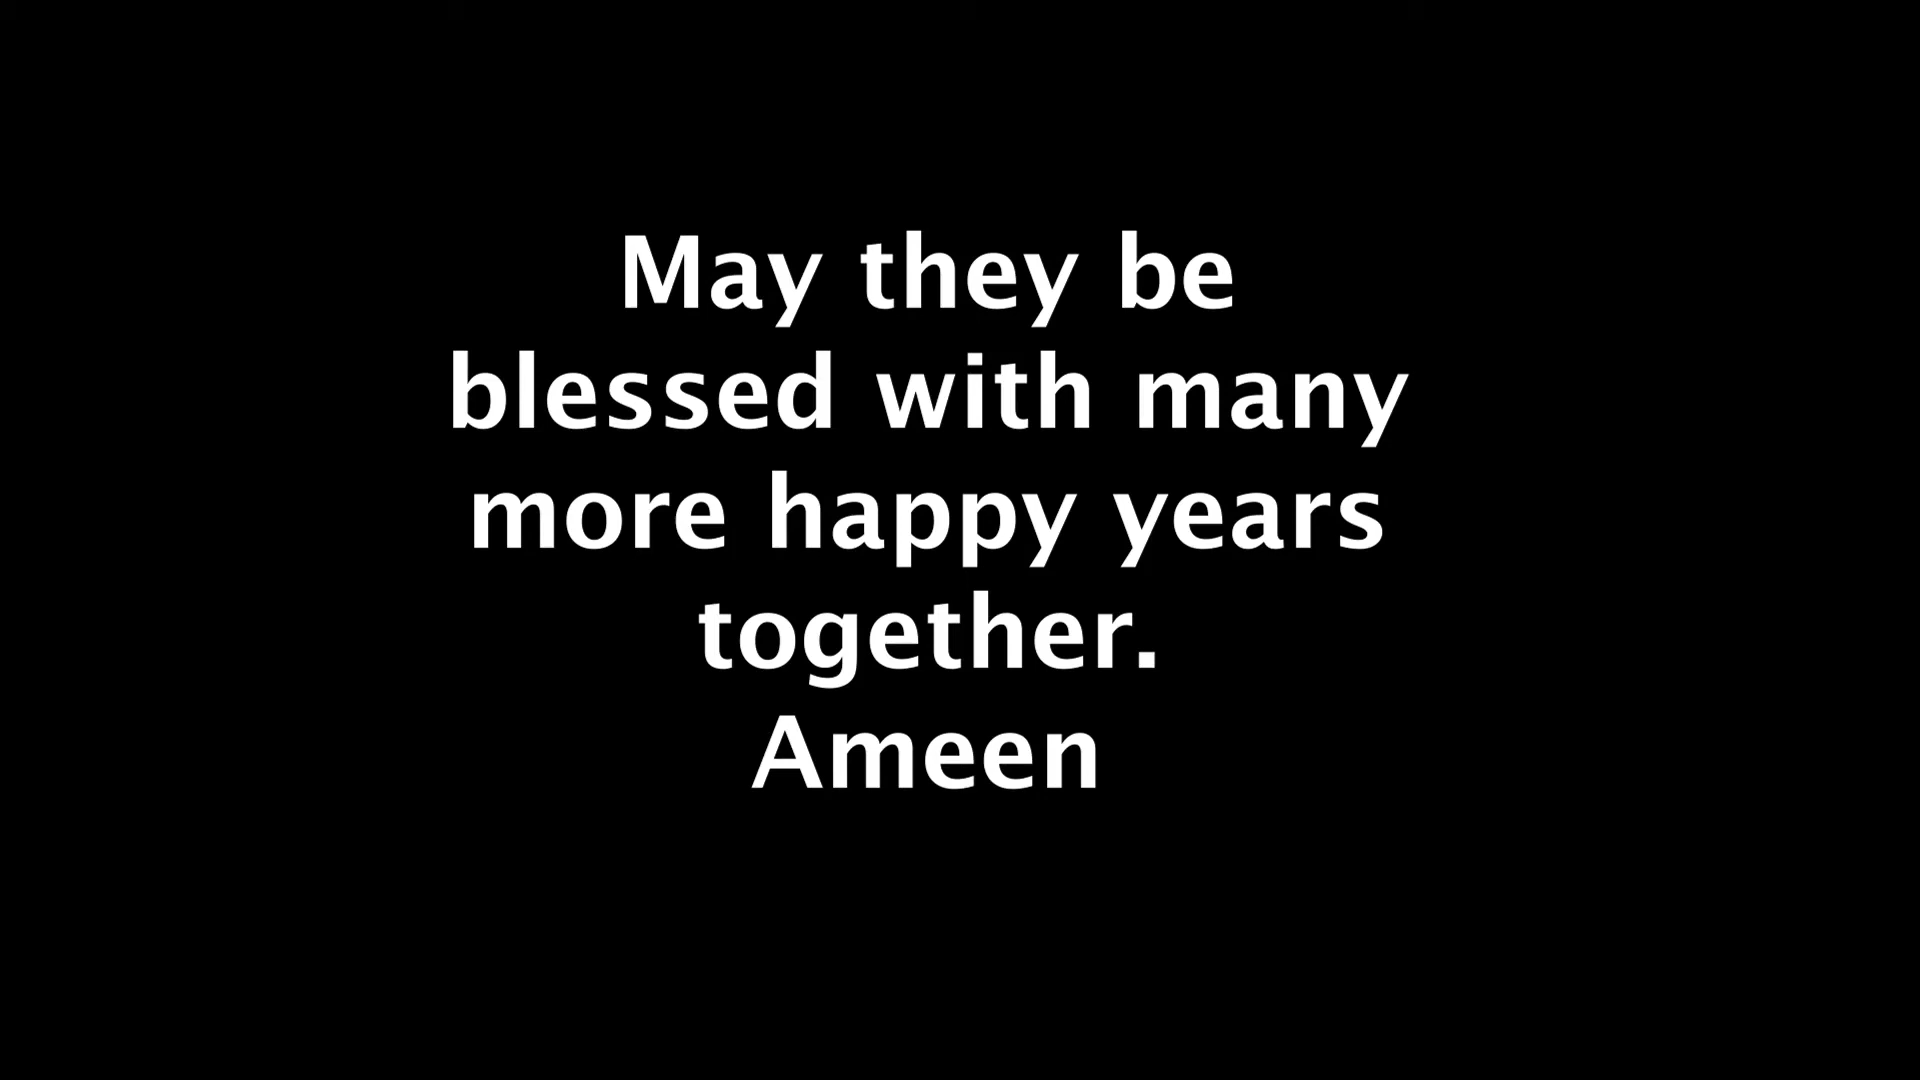 May they be
blessed with many
more happy years
together.
Ameen